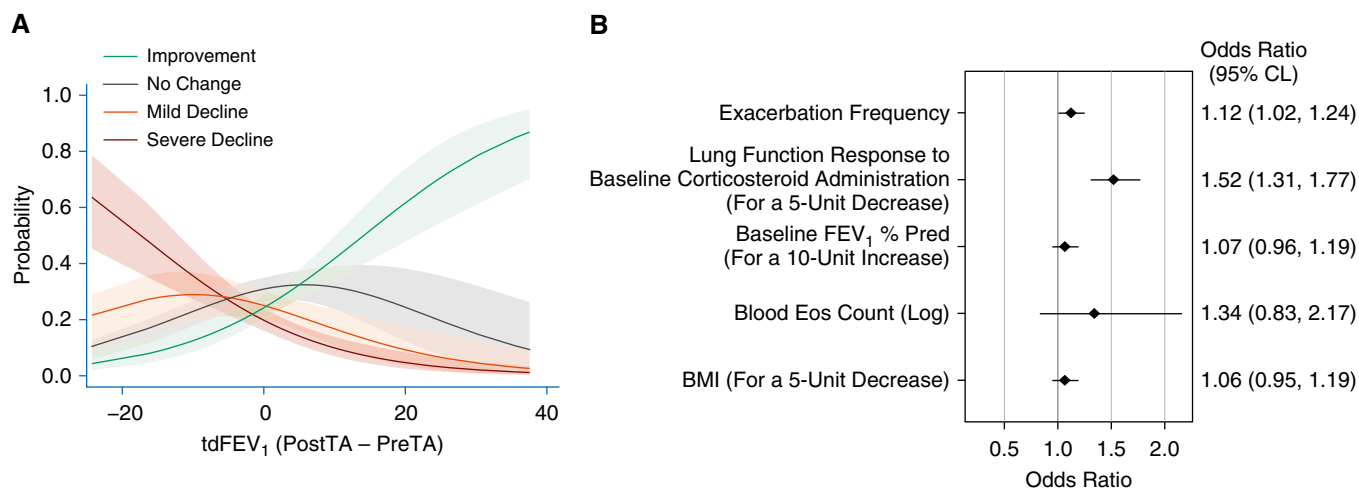 A
Improvement
No Change
Mild Decline
Severe Decline
1.0
0.8
0.6
0.4
0.2
0.0
Probability
−20
0
20
40
tdFEV1 (PostTA – PreTA)
B
Odds Ratio
(95% CL)
Exacerbation Frequency
1.12 (1.02, 1.24)
Lung Function Response to
Baseline Corticosteroid Administration
(For a 5-Unit Decrease)
1.52 (1.31, 1.77)
Baseline FEV1 % Pred
(For a 10-Unit Increase)
1.07 (0.96, 1.19)
Blood Eos Count (Log)
1.34 (0.83, 2.17)
BMI (For a 5-Unit Decrease)
1.06 (0.95, 1.19)
0.5
1.0
1.5
2.0
Odds Ratio